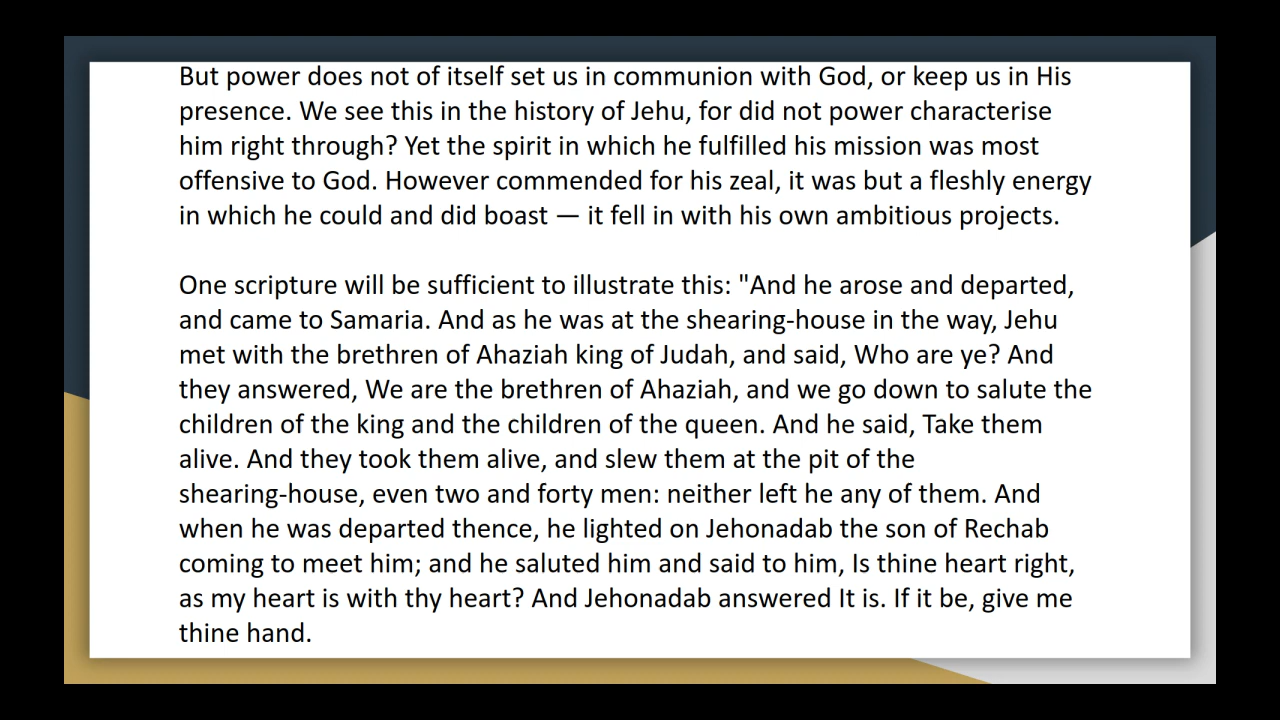 But power does not of itself set us in communion with God, or keep us in His
presence. We see this in the history of Jehu, for did not power characterise
him right through? Yet the spirit in which he fulfilled his mission was most
offensive to God. However commended for his zeal, it was but a fleshly energy
in which he could and did boast — it fell in with his own ambitious projects.
One scripture will be sufficient to illustrate this: "And he arose and departed,
and came to Samaria. And as he was at the shearing-house in the way, Jehu
met with the brethren of Ahaziah king of Judah, and said, Who are ye? And
they answered, We are the brethren of Ahaziah, and we go down to salute the
children of the king and the children of the queen. And he said, Take them
alive. And they took them alive, and slew them at the pit of the
shearing-house, even two and forty men: neither left he any of them. And
when he was departed thence, he lighted on Jehonadab the son of Rechab
coming to meet him; and he saluted him and said to him, Is thine heart right,
as my heart is with thy heart? And Jehonadab answered It is. If it be, give me
thine hand.